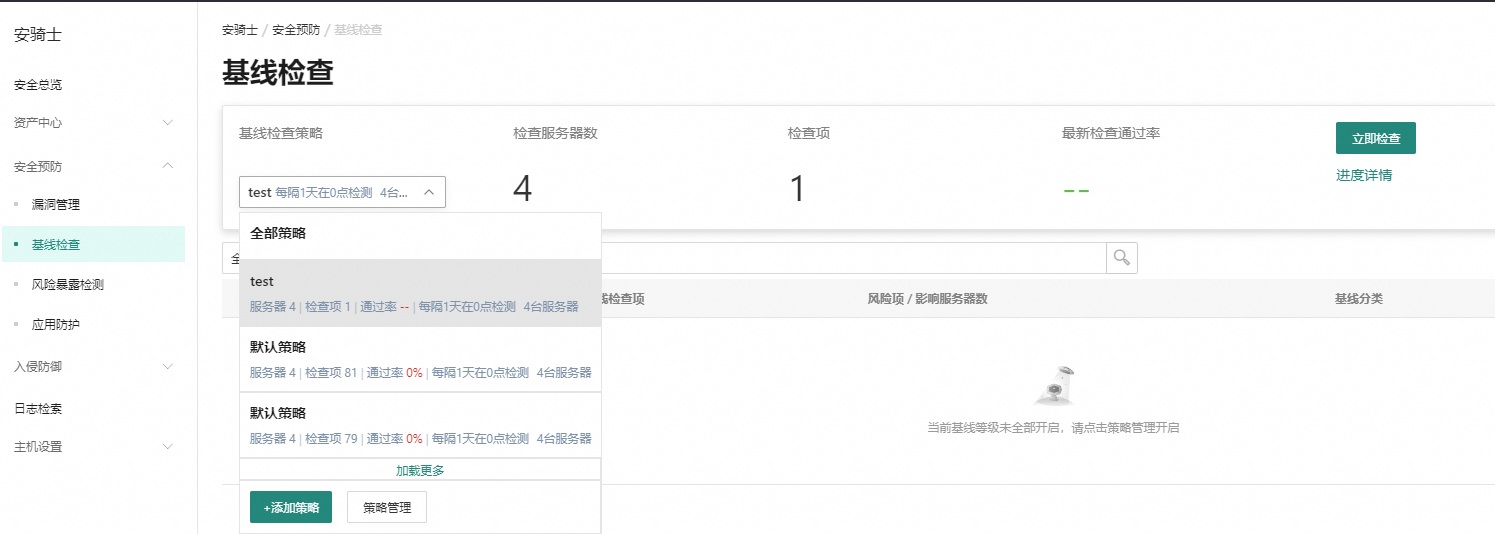 安骑士
安全总览
资产中心
安全预防
漏洞管理
基线检查
风险暴露检测
应用防护
入侵防御
日志检索
主机设置
安骑士 / 安全预防 / 基线检查
基线检查
基线检查策略
检查服务器数
检查项
最新检查通过率
立即检查
test 每隔1天在0点检测 4台...
4
1
--
进度详情
全部策略
全
test
服务器 4 | 检查项 1 | 通过率 -- | 每隔1天在0点检测 4台服务器
线检查项
风险项 / 影响服务器数
基线分类
默认策略
服务器 4 | 检查项 81 | 通过率 0% | 每隔1天在0点检测 4台服务器
默认策略
服务器 4 | 检查项 79 | 通过率 0% | 每隔1天在0点检测 4台服务器
当前基线等级未全部开启，请点击策略管理开启
加载更多
+添加策略
策略管理